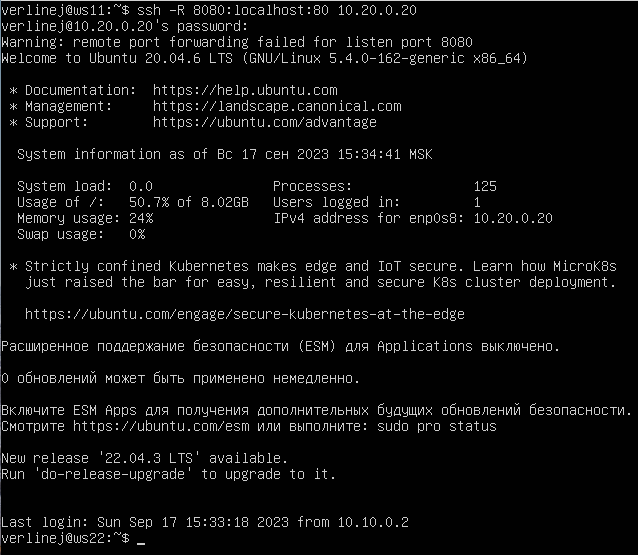 verlinej@ws11:~$ ssh -R 8080:localhost:80 10.20.0.20
verlinej@10.20.0.20's password:
Warning: remote port forwarding failed for listen port 8080
Welcome to Ubuntu 20.04.6 LTS (GNU/Linux 5.4.0-162-generic x86_64)
* Documentation:  https://help.ubuntu.com
* Management:     https://landscape.canonical.com
* Support:        https://ubuntu.com/advantage
System information as of Вс 17 сен 2023 15:34:41 MSK
System load:  0.0               Processes:               125
Usage of /:   50.7% of 8.02GB   Users logged in:         1
Memory usage: 24%               IPv4 address for enp0s8: 10.20.0.20
Swap usage:   0%
* Strictly confined Kubernetes makes edge and IoT secure. Learn how MicroK8s
just raised the bar for easy, resilient and secure K8s cluster deployment.
https://ubuntu.com/engage/secure-kubernetes-at-the-edge
Расширенное поддержание безопасности (ESM) для Applications выключено.
0 обновлений может быть применено немедленно.
Включите ESM Apps для получения дополнительных будущих обновлений безопасности.
Смотрите https://ubuntu.com/esm или выполните: sudo pro status
New release '22.04.3 LTS' available.
Run 'do-release-upgrade' to upgrade to it.
Last login: Sun Sep 17 15:33:18 2023 from 10.10.0.2
verlinej@ws22:~$ _